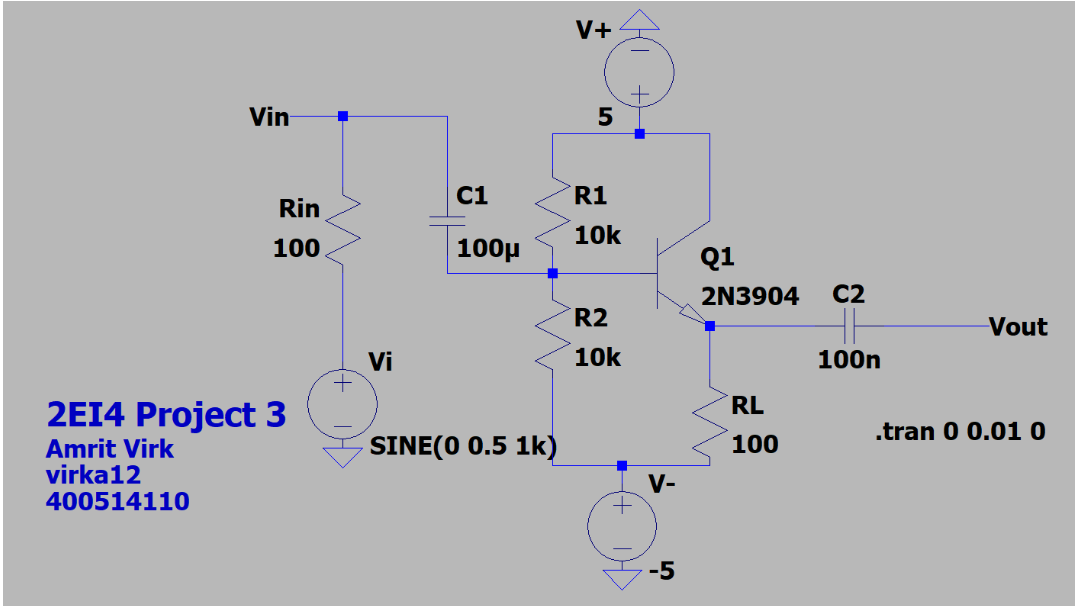 V+
5
Vin
Rin
100
C1
100µ
R1
10k
Q1
2N3904
C2
100n
Vout
R2
10k
Vi
SINE(0 0.5 1k)
RL
100
.tran 0 0.01 0
V-
-5
2EI4 Project 3
Amrit Virk
virka12
400514110